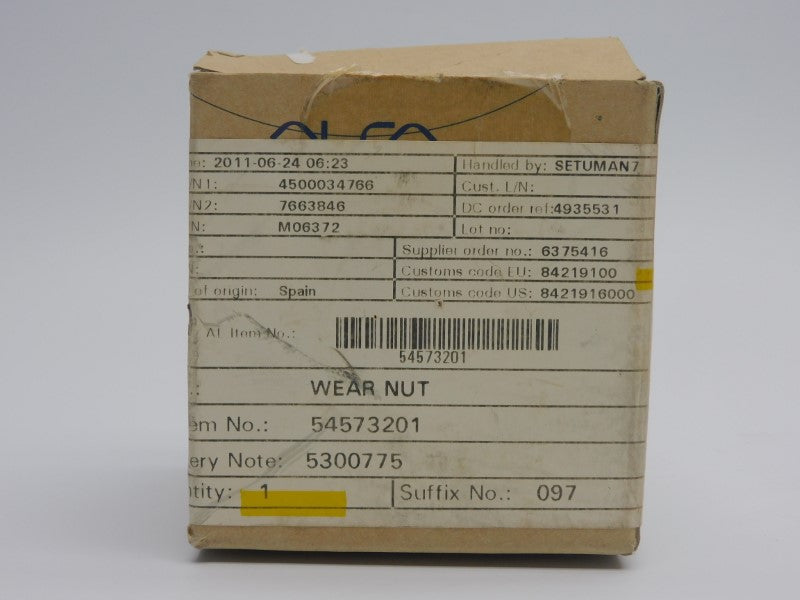 ALFA
ne: 2011-06-24 06:23 Handled by: SETUMAN7
/N1: 4500034766 Cust. L/N:
/N2: 7663846 DC order ref:4935531
N: M06372 Lot no:
.: Supplier order no.: 6375416
N: Customs code EU: 84219100
of origin: Spain Customs code US: 8421916000
AL Item No.:
54573201
.: WEAR NUT
em No.: 54573201
ery Note: 5300775
ntity: 1 Suffix No.: 097